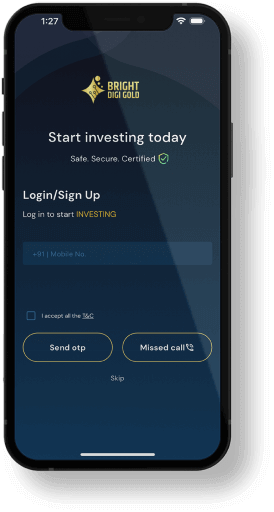 1:27
BRIGHT
DIGI GOLD
Start investing today
Safe. Secure. Certified
Login/Sign Up
Log in to start INVESTING
+91 | Mobile No.
I accept all the T&C
Send otp
Missed call
Skip